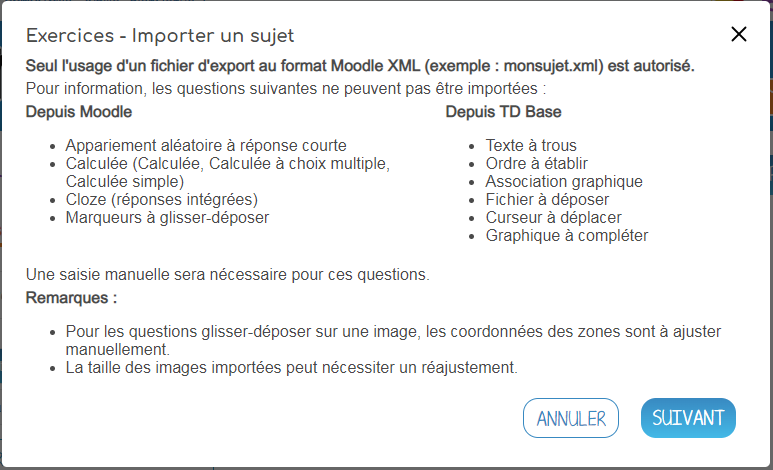 Exercices - Importer un sujet
Seul l'usage d'un fichier d'export au format Moodle XML (exemple : monsujet.xml) est autorisé.
Pour information, les questions suivantes ne peuvent pas être importées :
Depuis Moodle
Appariement aléatoire à réponse courte
Calculée (Calculée, Calculée à choix multiple,
Calculée simple)
Cloze (réponses intégrées)
Marqueurs à glisser-déposer
Depuis TD Base
Texte à trous
Ordre à établir
Association graphique
Fichier à déposer
Curseur à déplacer
Graphique à compléter
Une saisie manuelle sera nécessaire pour ces questions.
Remarques :
Pour les questions glisser-déposer sur une image, les coordonnées des zones sont à ajuster
manuellement.
La taille des images importées peut nécessiter un réajustement.
ANNULER
SUIVANT